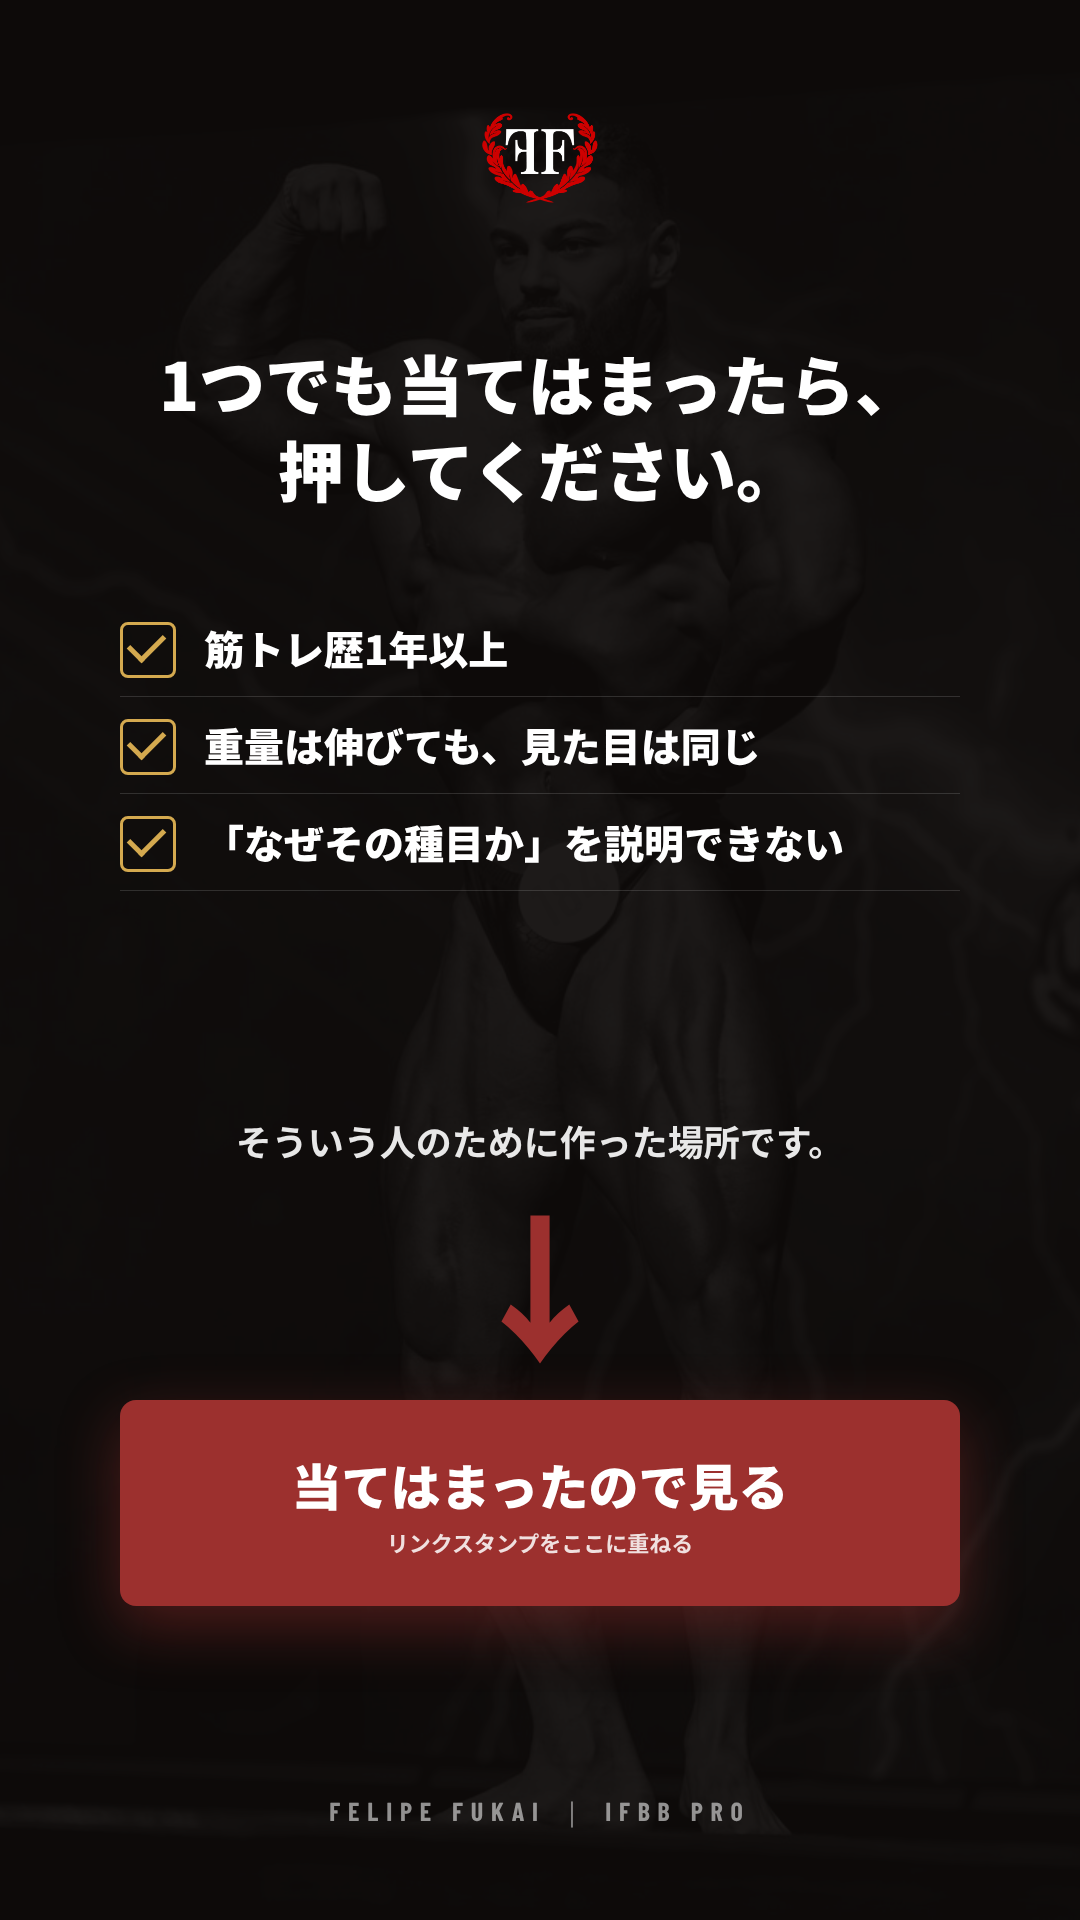 FF
1つでも当てはまったら、
押してください。
筋トレ歴1年以上
重量は伸びても、見た目は同じ
「なぜその種目か」を説明できない
そういう人のために作った場所です。
当てはまったので見る
リンクスタンプをここに重ねる
FELIPE FUKAI | IFBB PRO